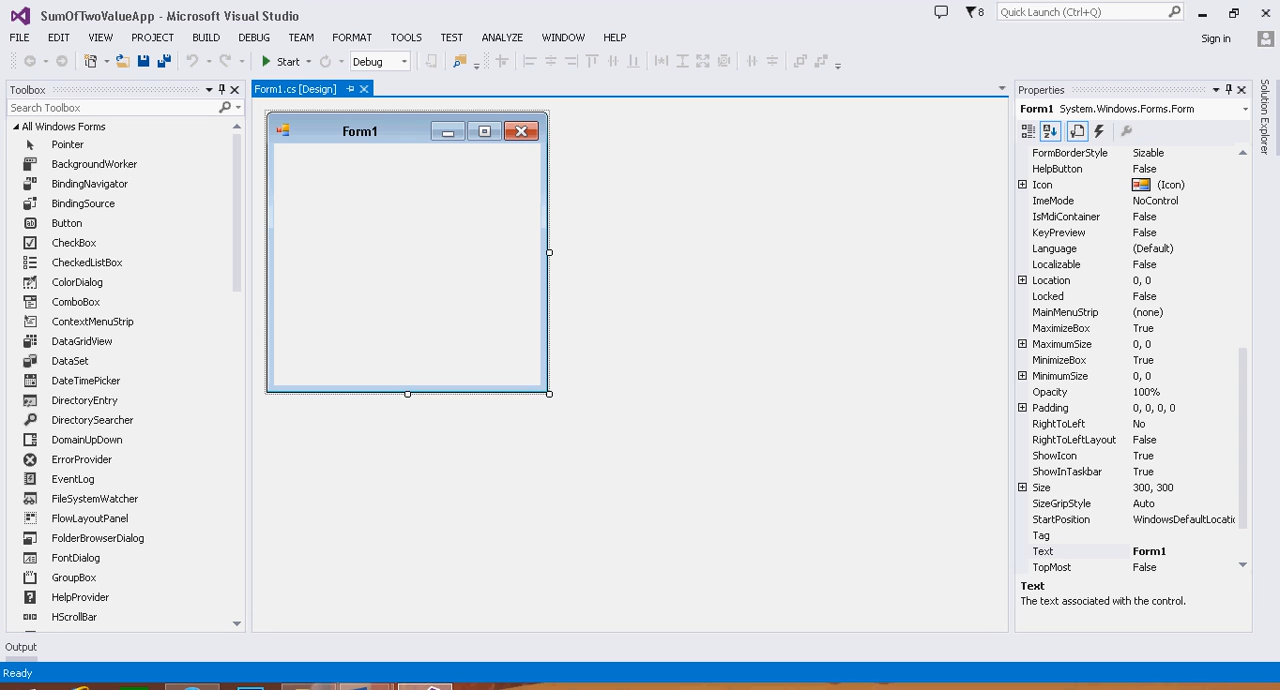 SumOfTwoValueApp - Microsoft Visual Studio
8
Quick Launch (Ctrl+Q)
FILE EDIT VIEW PROJECT BUILD DEBUG TEAM FORMAT TOOLS TEST ANALYZE WINDOW HELP
Sign in
Start
Debug
Toolbox
Search Toolbox
All Windows Forms
Pointer
BackgroundWorker
BindingNavigator
BindingSource
Button
CheckBox
CheckedListBox
ColorDialog
ComboBox
ContextMenuStrip
DataGridView
DataSet
DateTimePicker
DirectoryEntry
DirectorySearcher
DomainUpDown
ErrorProvider
EventLog
FileSystemWatcher
FlowLayoutPanel
FolderBrowserDialog
FontDialog
GroupBox
HelpProvider
HScrollBar
Form1.cs [Design]
Form1
Properties
Form1 System.Windows.Forms.Form
FormBorderStyle Sizable
HelpButton False
Icon (Icon)
ImeMode NoControl
IsMdiContainer False
KeyPreview False
Language (Default)
Localizable False
Location 0, 0
Locked False
MainMenuStrip (none)
MaximizeBox True
MaximumSize 0, 0
MinimizeBox True
MinimumSize 0, 0
Opacity 100%
Padding 0, 0, 0, 0
RightToLeft No
RightToLeftLayout False
ShowIcon True
ShowInTaskbar True
Size 300, 300
SizeGripStyle Auto
StartPosition WindowsDefaultLocatio
Tag
Text Form1
TopMost False
Text
The text associated with the control.
Solution Explorer
Output
Ready